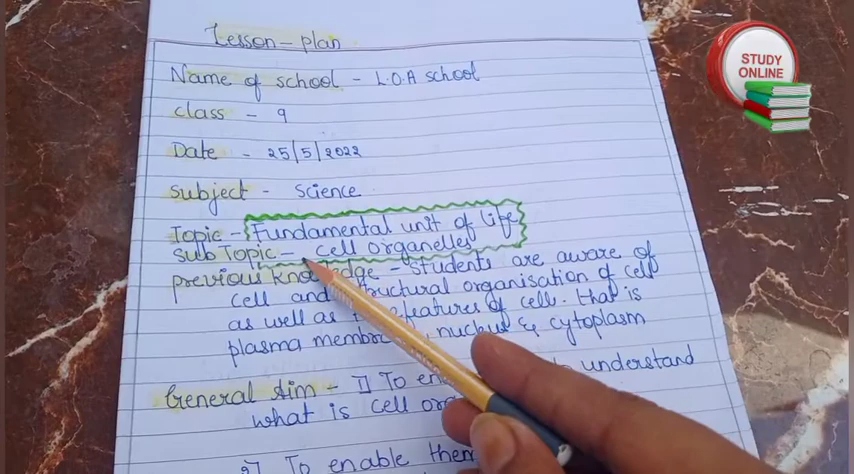 Lesson-plan
Name of school - L.O.A school
class - 9
Date - 25/5/2022
subject - science
Topic - Fundamental unit of life
sub Topic - cell organelles
previous knowledge - students are aware of
cell and structural organisation of cell
as well as features of cell. that is
plasma nucleus & cytoplasm
General Aim - 1] To understand
what is cell
2] To enable them
STUDY
ONLINE